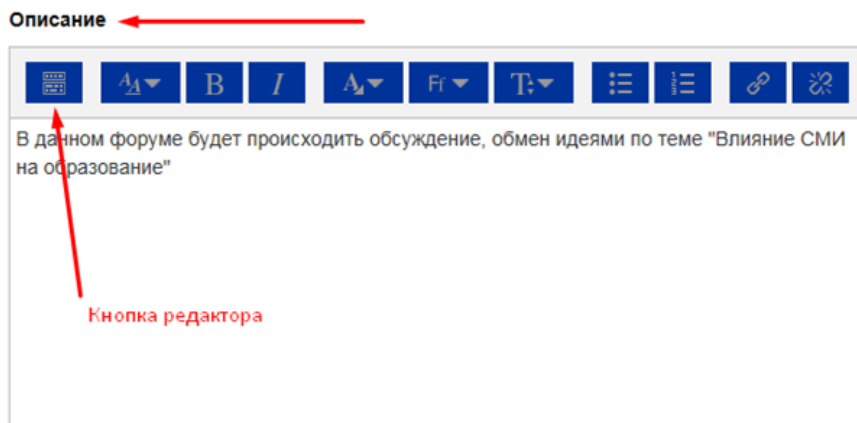 Описание
В данном форуме будет происходить обсуждение, обмен идеями по теме "Влияние СМИ
на образование"
Кнопка редактора